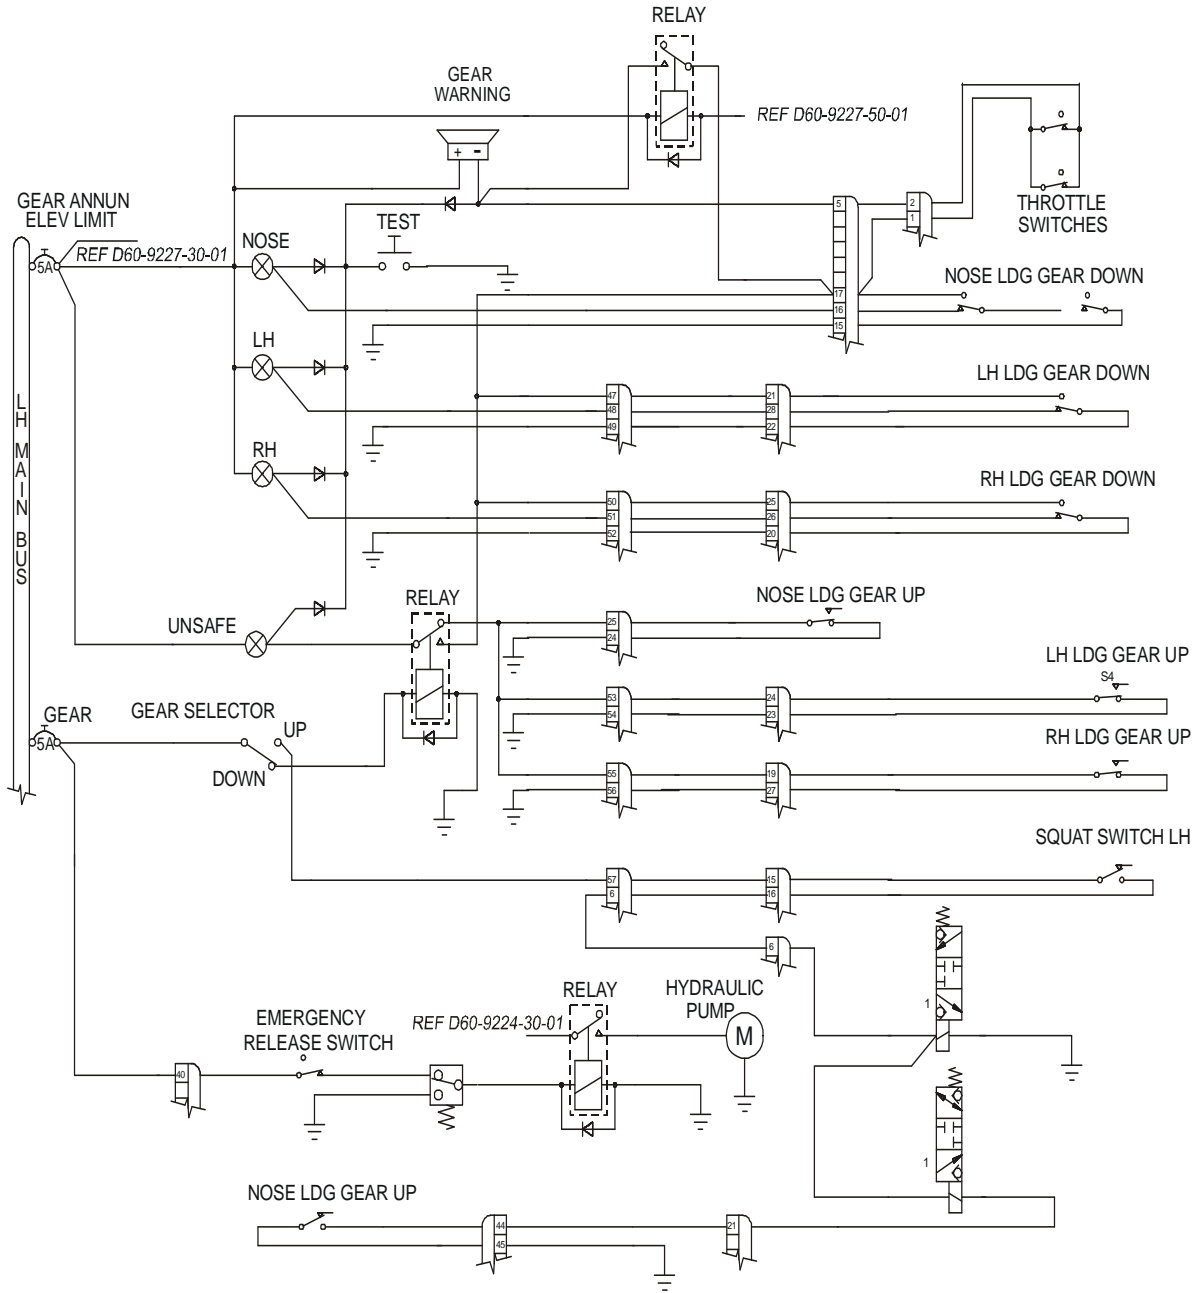 RELAY
GEAR
WARNING
+ -
REF D60-9227-50-01
GEAR ANNUN
ELEV LIMIT
5A
REF D60-9227-30-01
NOSE
TEST
5
2
1
THROTTLE
SWITCHES
NOSE LDG GEAR DOWN
17
16
15
LH
LH LDG GEAR DOWN
47
48
49
21
28
22
LH MAIN BUS
RH
RH LDG GEAR DOWN
50
51
52
25
26
20
RELAY
NOSE LDG GEAR UP
25
24
UNSAFE
LH LDG GEAR UP
S4
53
54
24
23
GEAR
5A
GEAR SELECTOR
UP
DOWN
RH LDG GEAR UP
55
56
19
27
SQUAT SWITCH LH
57
6
15
16
6
1
RELAY
HYDRAULIC
PUMP
M
REF D60-9224-30-01
EMERGENCY
RELEASE SWITCH
40
1
NOSE LDG GEAR UP
44
45
21